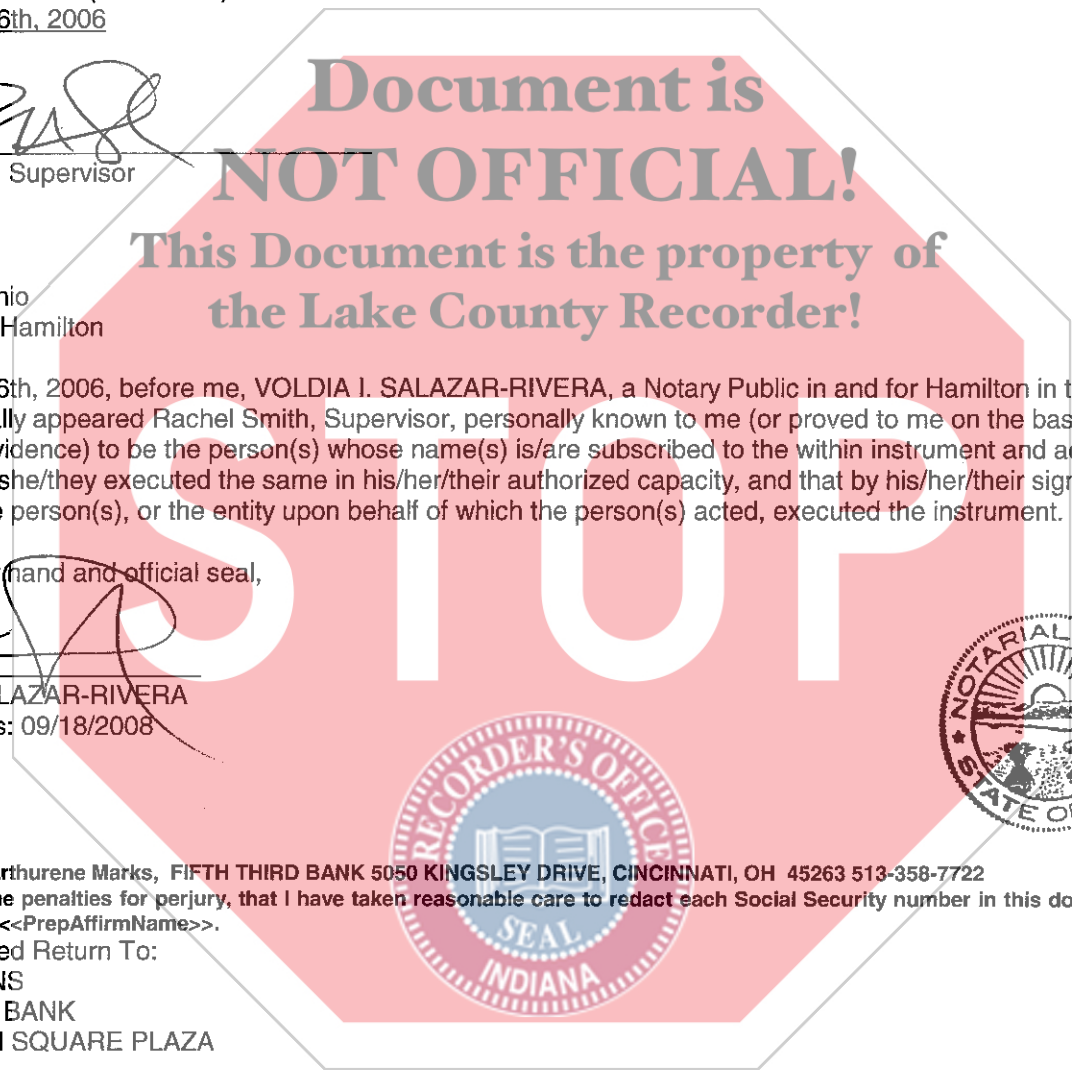 6th, 2006
Supervisor
Document is
NOT OFFICIAL!
This Document is the property of
the Lake County Recorder!
hio
Hamilton
6th, 2006, before me, VOLDIA I. SALAZAR-RIVERA, a Notary Public in and for Hamilton in t
lly appeared Rachel Smith, Supervisor, personally known to me (or proved to me on the bas
vidence) to be the person(s) whose name(s) is/are subscribed to the within instrument and a
she/they executed the same in his/her/their authorized capacity, and that by his/her/their sig
e person(s), or the entity upon behalf of which the person(s) acted, executed the instrument.
STOP
hand and official seal,
LAZAR-RIVERA
s: 09/18/2008
NOTARIAL
STATE O
RECORDER'S OFFICE
SEAL
INDIANA
rthurene Marks, FIFTH THIRD BANK 5050 KINGSLEY DRIVE, CINCINNATI, OH 45263 513-358-7722
e penalties for perjury, that I have taken reasonable care to redact each Social Security number in this do
<<PrepAffirmName>>.
ed Return To:
NS
BANK
SQUARE PLAZA